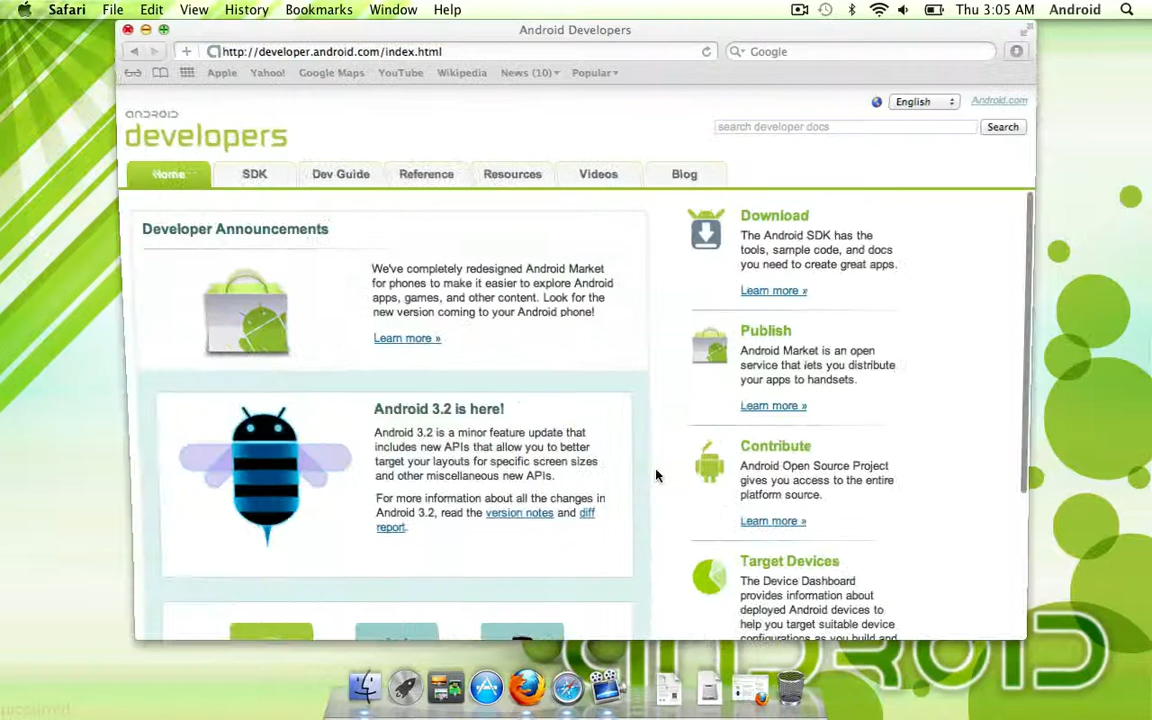 Safari File Edit View History Bookmarks Window Help Thu 3:05 AM Android
Android Developers
http://developer.android.com/index.html Google
Apple Yahoo! Google Maps YouTube Wikipedia News (10) Popular
English Android.com
android
developers
search developer docs Search
Home SDK Dev Guide Reference Resources Videos Blog
Developer Announcements
We've completely redesigned Android Market
for phones to make it easier to explore Android
apps, games, and other content. Look for the
new version coming to your Android phone!
Learn more »
Android 3.2 is here!
Android 3.2 is a minor feature update that
includes new APIs that allow you to better
target your layouts for specific screen sizes
and other miscellaneous new APIs.
For more information about all the changes in
Android 3.2, read the version notes and diff
report.
Download
The Android SDK has the
tools, sample code, and docs
you need to create great apps.
Learn more »
Publish
Android Market is an open
service that lets you distribute
your apps to handsets.
Learn more »
Contribute
Android Open Source Project
gives you access to the entire
platform source.
Learn more »
Target Devices
The Device Dashboard
provides information about
deployed Android devices to
help you target suitable device
configurations as you build and
ANDROID